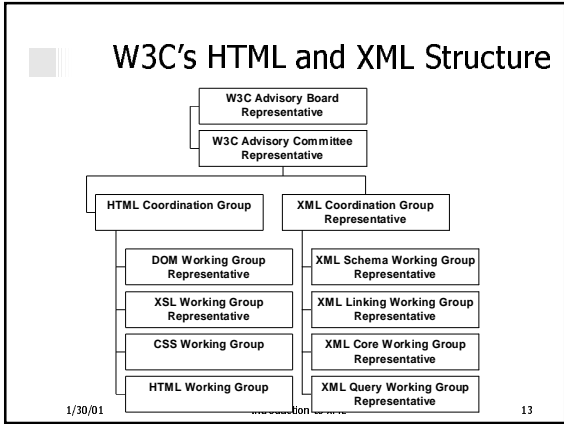 W3C's HTML and XML Structure
W3C Advisory Board
Representative
W3C Advisory Committee
Representative
HTML Coordination Group
XML Coordination Group
Representative
DOM Working Group
Representative
XSL Working Group
Representative
CSS Working Group
HTML Working Group
XML Schema Working Group
Representative
XML Linking Working Group
Representative
XML Core Working Group
Representative
XML Query Working Group
Representative
1/30/01
13